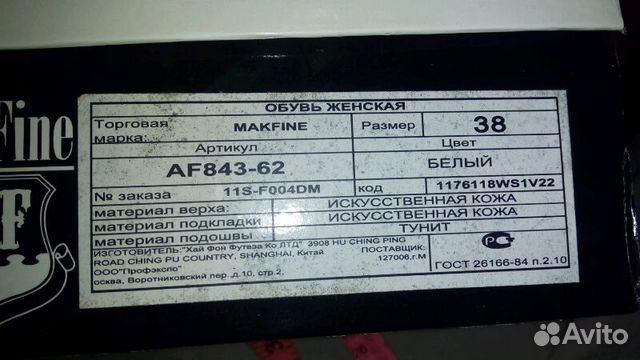 Fine
F
ОБУВЬ ЖЕНСКАЯ
Торговая марка: MAKFINE Размер 38
Артикул Цвет
AF843-62 БЕЛЫЙ
№ заказа 11S-F004DM код 1176118WS1V22
материал верха: ИСКУССТВЕННАЯ КОЖА
материал подкладки ИСКУССТВЕННАЯ КОЖА
материал подошвы ТУНИТ
ИЗГОТОВИТЕЛЬ:"Хай Фон Футвэа Ко ЛТД" 3908 HU CHING PING
ROAD CHING PU COUNTRY, SHANGHAI, Китай ПОСТАВЩИК:
ООО"Профэкспо" 127006,г.М
осква, Воротниковский пер.д.10, стр.2,
РС
ГОСТ 26166-84 п.2.10
Avito